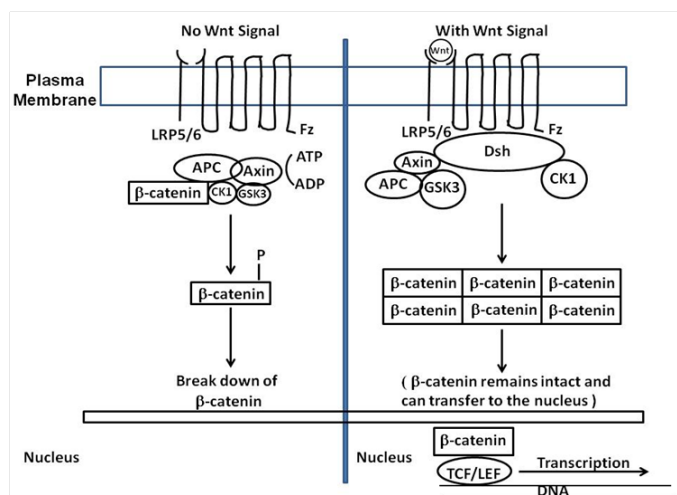 No Wnt Signal
With Wnt Signal
Wnt
Plasma
Membrane
LRP5/6
Fz
LRP5/6
Fz
APC
Axin
ATP
ADP
β-catenin
CK1
GSK3
Dsh
Axin
APC
GSK3
CK1
P
β-catenin
β-catenin
β-catenin
β-catenin
β-catenin
β-catenin
β-catenin
Break down of
β-catenin
( β-catenin remains intact and
can transfer to the nucleus )
Nucleus
Nucleus
β-catenin
TCF/LEF
Transcription
DNA